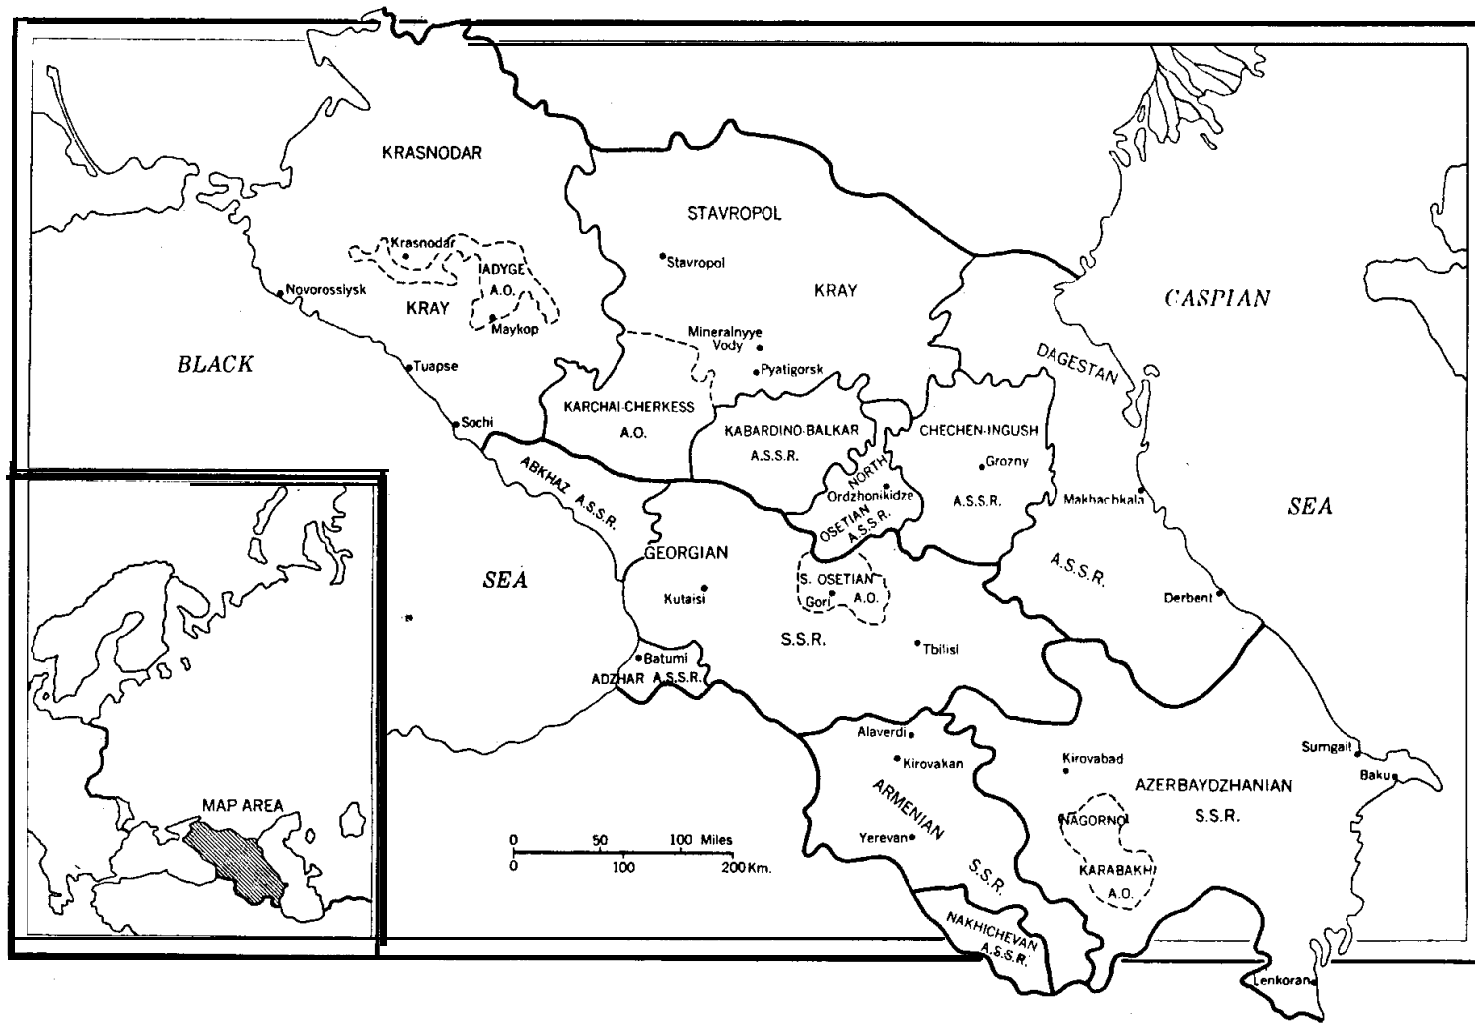 KRASNODAR
STAVROPOL
Krasnodar
Stavropol
ADYGE
A.O.
Novorossiysk
KRAY
KRAY
CASPIAN
Maykop
Mineralnyye
Vody
BLACK
Tuapse
Pyatigorsk
DAGESTAN
KARCHAI-CHERKESS
A.O.
Sochi
KABARDINO-BALKAR
A.S.S.R.
CHECHEN-INGUSH
Grozny
ABKHAZ A.S.S.R.
NORTH
Ordzhonikidze
OSETIAN
A.S.S.R.
A.S.S.R.
Makhachkala
SEA
GEORGIAN
A.S.S.R.
SEA
S. OSETIAN
A.O.
Kutaisi
Gori
Derbent
S.S.R.
Tbilisi
Batumi
ADZHAR A.S.S.R.
Alaverdi
Kirovakan
Kirovabad
Sumgait
Baku
AZERBAYDZHANIAN
S.S.R.
ARMENIAN
S.S.R.
MAP AREA
NAGORNO
Yerevan
KARABAKH
A.O.
0 50 100 Miles
0 100 200 Km.
NAKHICHEVAN
A.S.S.R.
Lenkoran